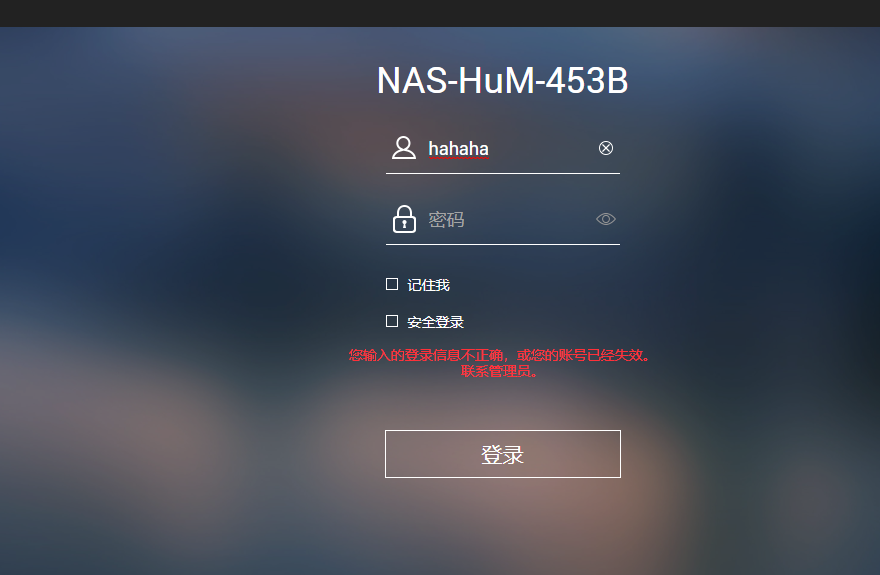 NAS-HuM-453B
hahaha
密码
记住我
安全登录
您输入的登录信息不正确，或您的账号已经失效。
联系管理员。
登录